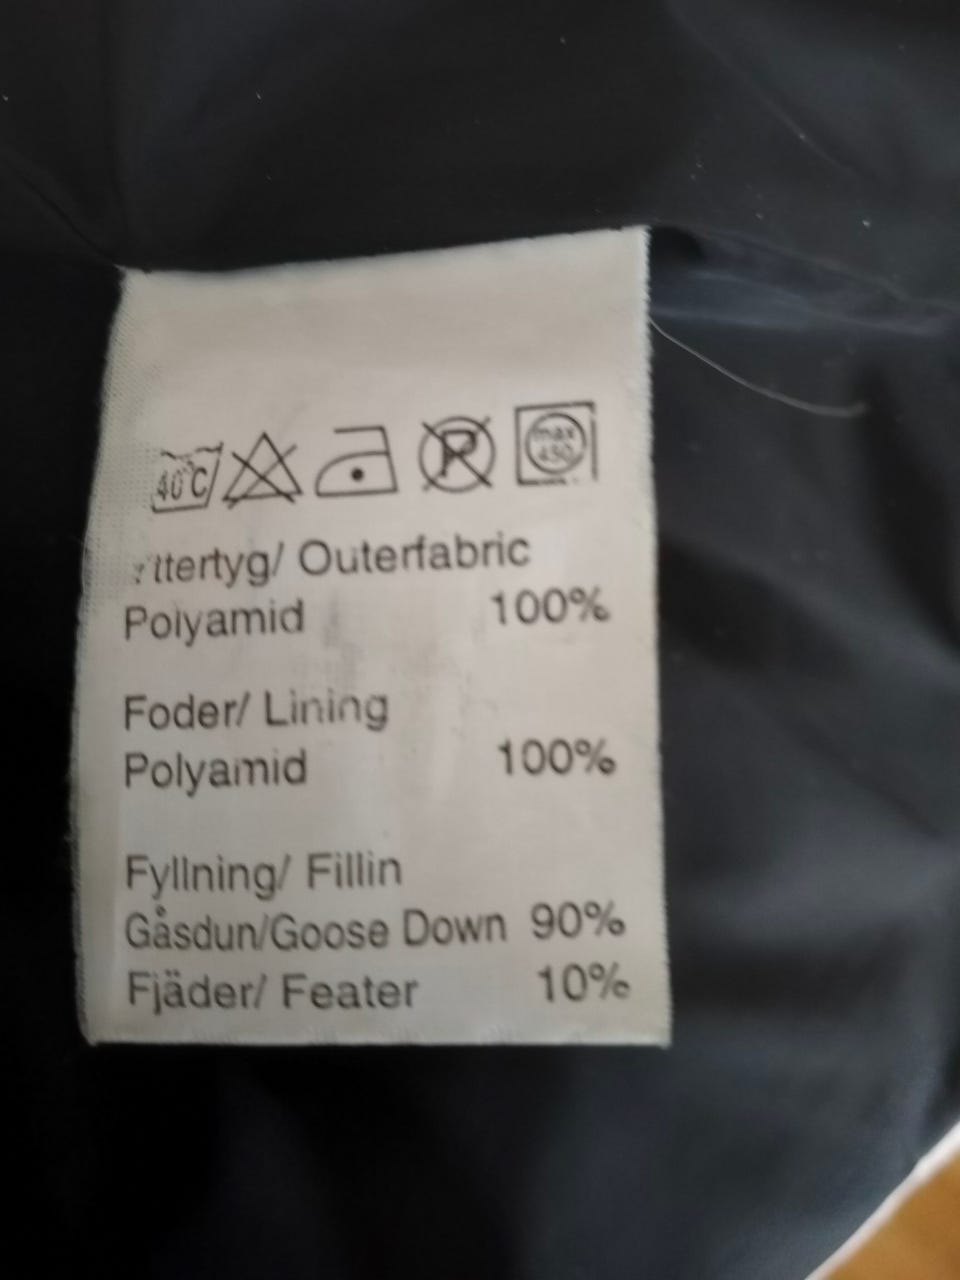 40°C P max 450
Yttertyg/ Outerfabric
Polyamid 100%
Foder/ Lining
Polyamid 100%
Fyllning/ Fillin
Gåsdun/Goose Down 90%
Fjäder/ Feater 10%